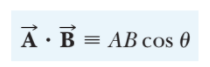 A⃗ · B⃗ ≡ AB cos θ